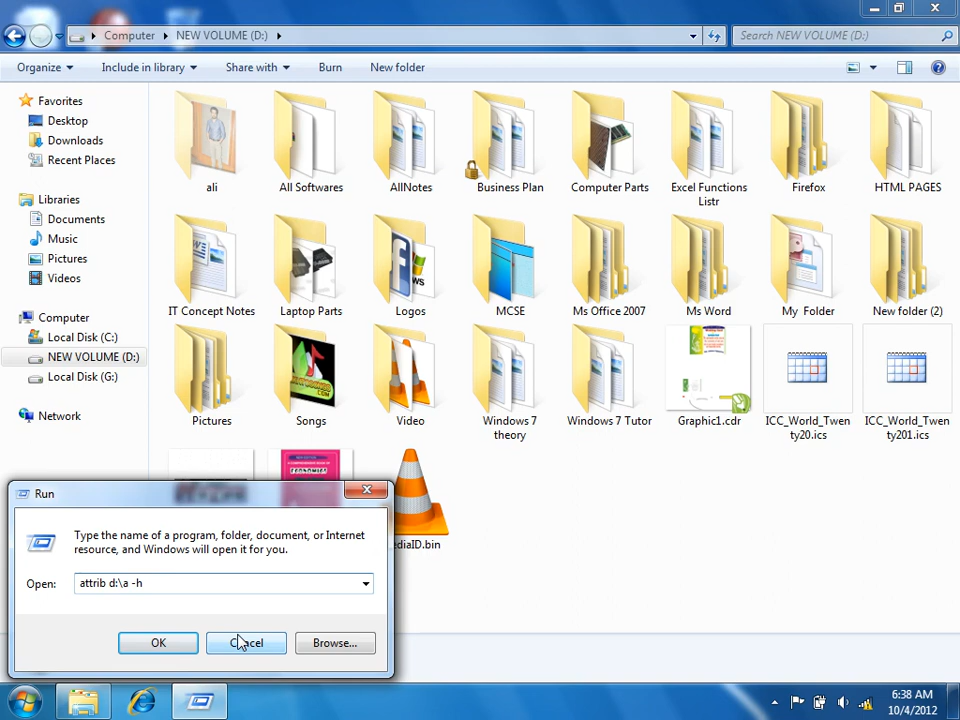 Computer
NEW VOLUME (D:)
Search NEW VOLUME (D:)
Organize
Include in library
Share with
Burn
New folder
Favorites
Desktop
Downloads
Recent Places
Libraries
Documents
Music
Pictures
Videos
Computer
Local Disk (C:)
NEW VOLUME (D:)
Local Disk (G:)
Network
ali
All Softwares
AllNotes
Business Plan
Computer Parts
Excel Functions
Listr
Firefox
HTML PAGES
IT Concept Notes
Laptop Parts
Logos
MCSE
Ms Office 2007
Ms Word
My Folder
New folder (2)
Pictures
Songs
Video
Windows 7
theory
Windows 7 Tutor
Graphic1.cdr
ICC_World_Twen
ty20.ics
ICC_World_Twen
ty201.ics
Run
Type the name of a program, folder, document, or Internet
resource, and Windows will open it for you.
Open:
attrib d:\a -h
OK
Cancel
Browse...
6:38 AM
10/4/2012